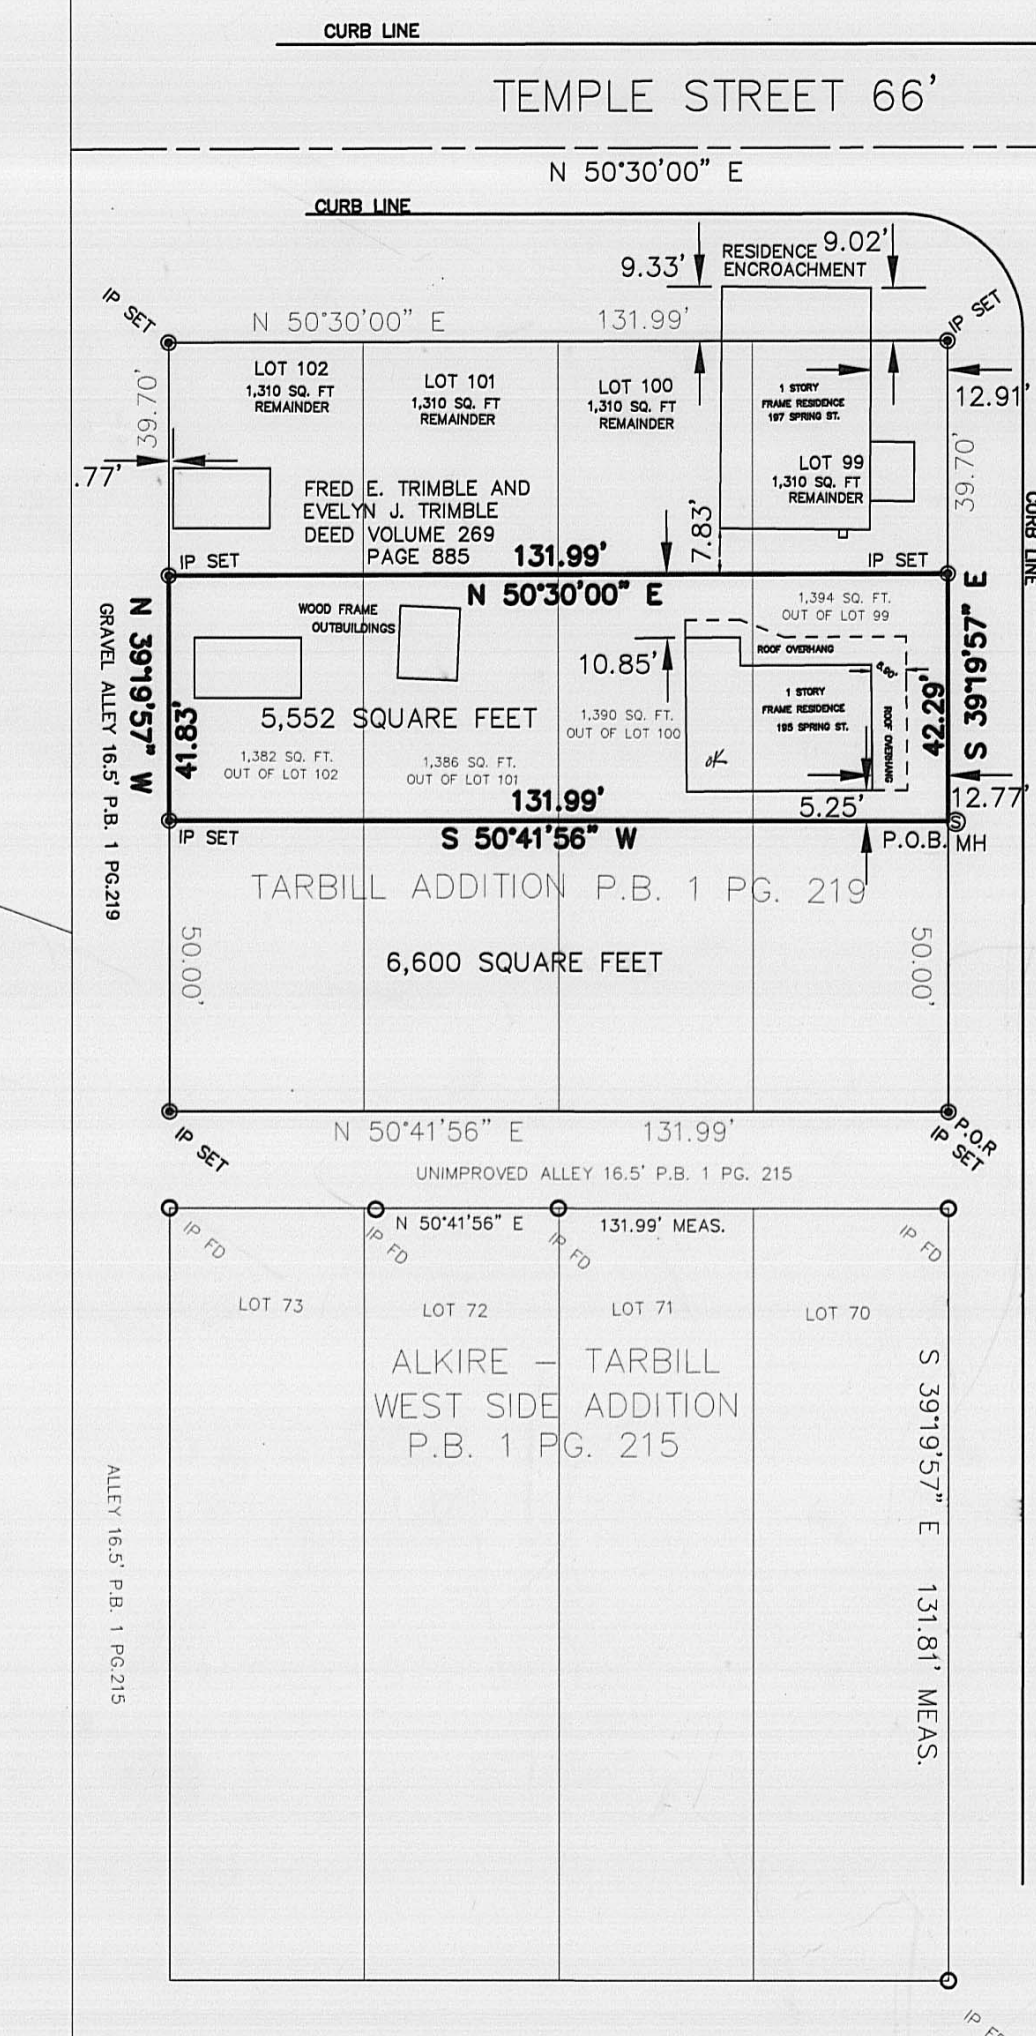 CURB LINE
TEMPLE STREET 66'
N 50°30'00" E
CURB LINE
RESIDENCE
ENCROACHMENT
9.02'
9.33'
IP SET
N 50°30'00" E
131.99'
IP SET
39.70'
LOT 102
1,310 SQ. FT
REMAINDER
LOT 101
1,310 SQ. FT
REMAINDER
LOT 100
1,310 SQ. FT
REMAINDER
1 STORY
FRAME RESIDENCE
197 SPRING ST.
12.91'
39.70'
LOT 99
1,310 SQ. FT
REMAINDER
.77'
FRED E. TRIMBLE AND
EVELYN J. TRIMBLE
DEED VOLUME 269
PAGE 885
7.83'
CURB LINE
IP SET
131.99'
IP SET
N 50°30'00" E
S 39°19'57" E
1,394 SQ. FT.
OUT OF LOT 99
WOOD FRAME
OUTBUILDINGS
N 39°19'57" W
GRAVEL ALLEY 16.5' P.B. 1 PG.219
41.83'
ROOF OVERHANG
10.85'
1 STORY
FRAME RESIDENCE
195 SPRING ST.
ROOF OVERHANG
42.29'
5,552 SQUARE FEET
1,390 SQ. FT.
OUT OF LOT 100
OK
1,382 SQ. FT.
OUT OF LOT 102
1,386 SQ. FT.
OUT OF LOT 101
131.99'
5.25'
12.77'
IP SET
S 50°41'56" W
P.O.B.
S
MH
TARBILL ADDITION P.B. 1 PG. 219
50.00'
6,600 SQUARE FEET
50.00'
IP SET
N 50°41'56" E
131.99'
P.O.R
IP SET
UNIMPROVED ALLEY 16.5' P.B. 1 PG. 215
IP FD
IP FD
N 50°41'56" E
IP FD
131.99' MEAS.
IP FD
LOT 73
LOT 72
LOT 71
LOT 70
ALKIRE – TARBILL
WEST SIDE ADDITION
P.B. 1 PG. 215
S 39°19'57" E 131.81' MEAS.
ALLEY 16.5' P.B. 1 PG.215
IP